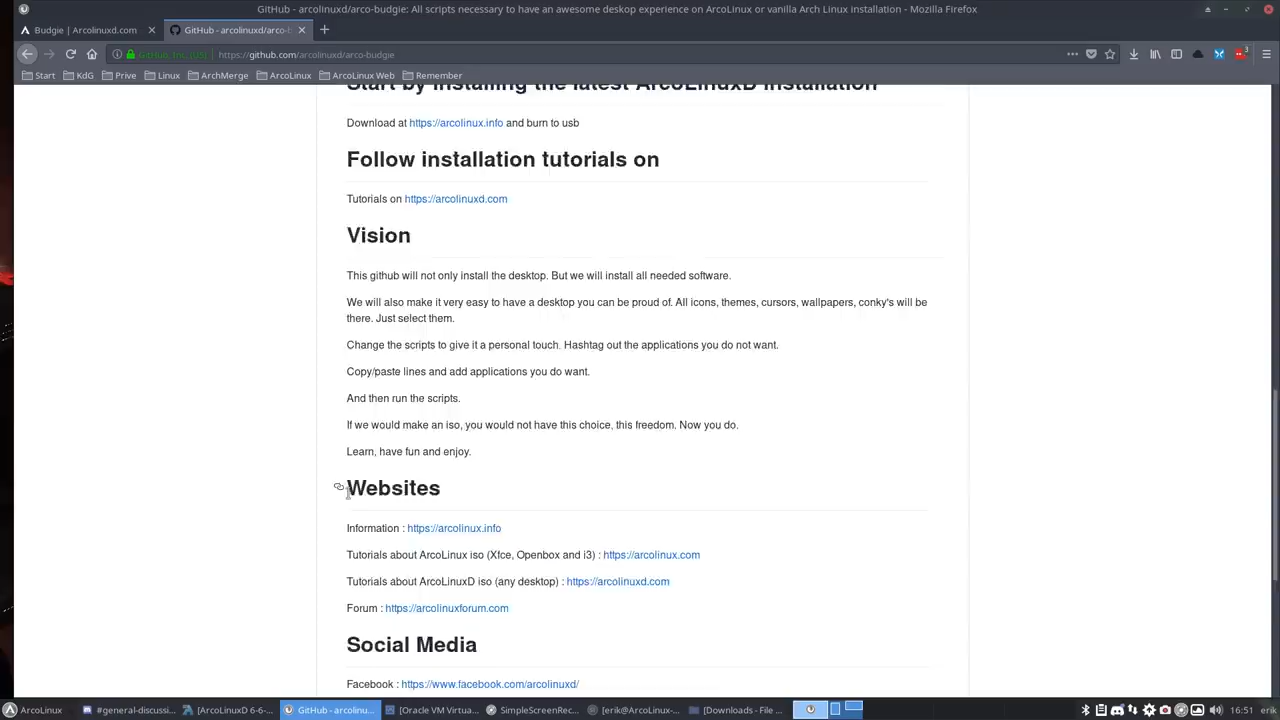 GitHub - arcolinuxd/arco-budgie: All scripts necessary to have an awesome deskop experience on ArcoLinux or vanilla Arch Linux installation - Mozilla Firefox
Budgie | Arcolinuxd.com
GitHub - arcolinuxd/arco-b
GitHub, Inc. (US) https://github.com/arcolinuxd/arco-budgie
3
Start KdG Prive Linux ArchMerge ArcoLinux ArcoLinux Web Remember
Start by installing the latest ArcoLinuxD installation
Download at https://arcolinux.info and burn to usb
Follow installation tutorials on
Tutorials on https://arcolinuxd.com
Vision
This github will not only install the desktop. But we will install all needed software.
We will also make it very easy to have a desktop you can be proud of. All icons, themes, cursors, wallpapers, conky's will be
there. Just select them.
Change the scripts to give it a personal touch. Hashtag out the applications you do not want.
Copy/paste lines and add applications you do want.
And then run the scripts.
If we would make an iso, you would not have this choice, this freedom. Now you do.
Learn, have fun and enjoy.
Websites
Information : https://arcolinux.info
Tutorials about ArcoLinux iso (Xfce, Openbox and i3) : https://arcolinux.com
Tutorials about ArcoLinuxD iso (any desktop) : https://arcolinuxd.com
Forum : https://arcolinuxforum.com
Social Media
Facebook : https://www.facebook.com/arcolinuxd/
ArcoLinux #general-discussi... [ArcoLinuxD 6-6-... GitHub - arcolinu... [Oracle VM Virtua... SimpleScreenRec... [erik@ArcoLinux-... [Downloads - File ... 16:51 erik